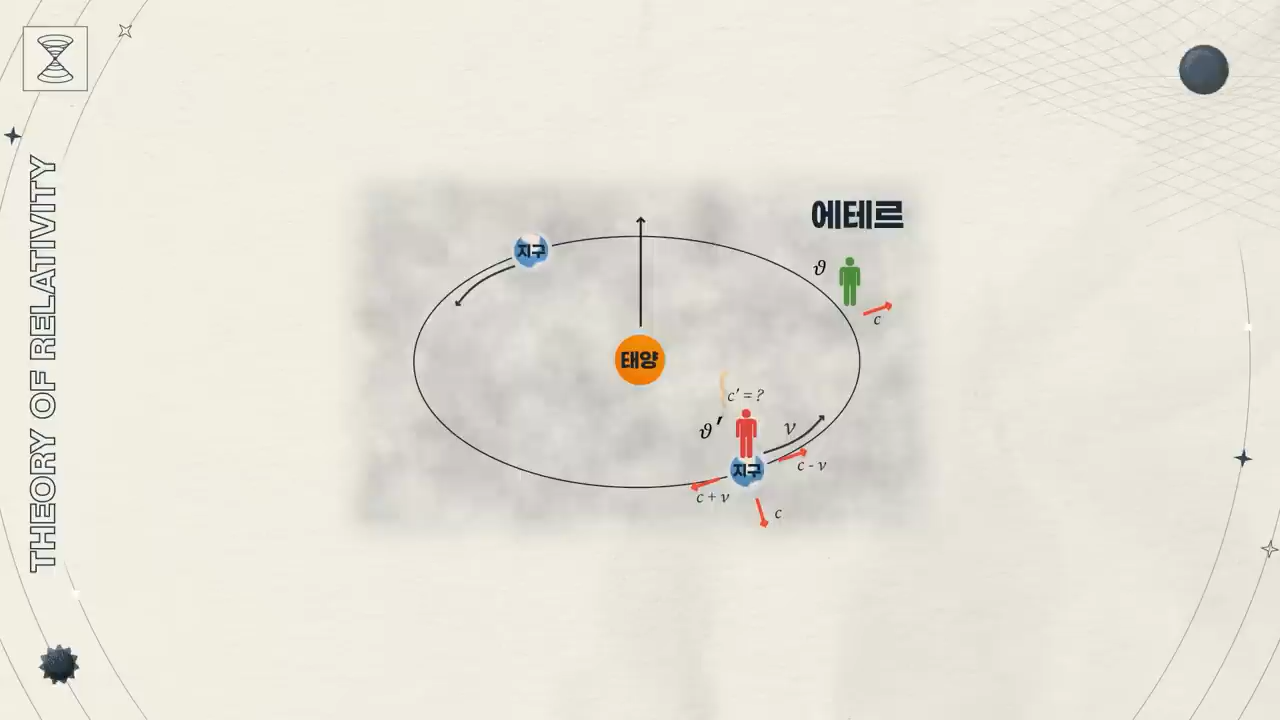 THEORY OF RELATIVITY
에테르
지구
ϑ
c
태양
c′ = ?
ϑ′
ν
지구
c - ν
c + ν
c